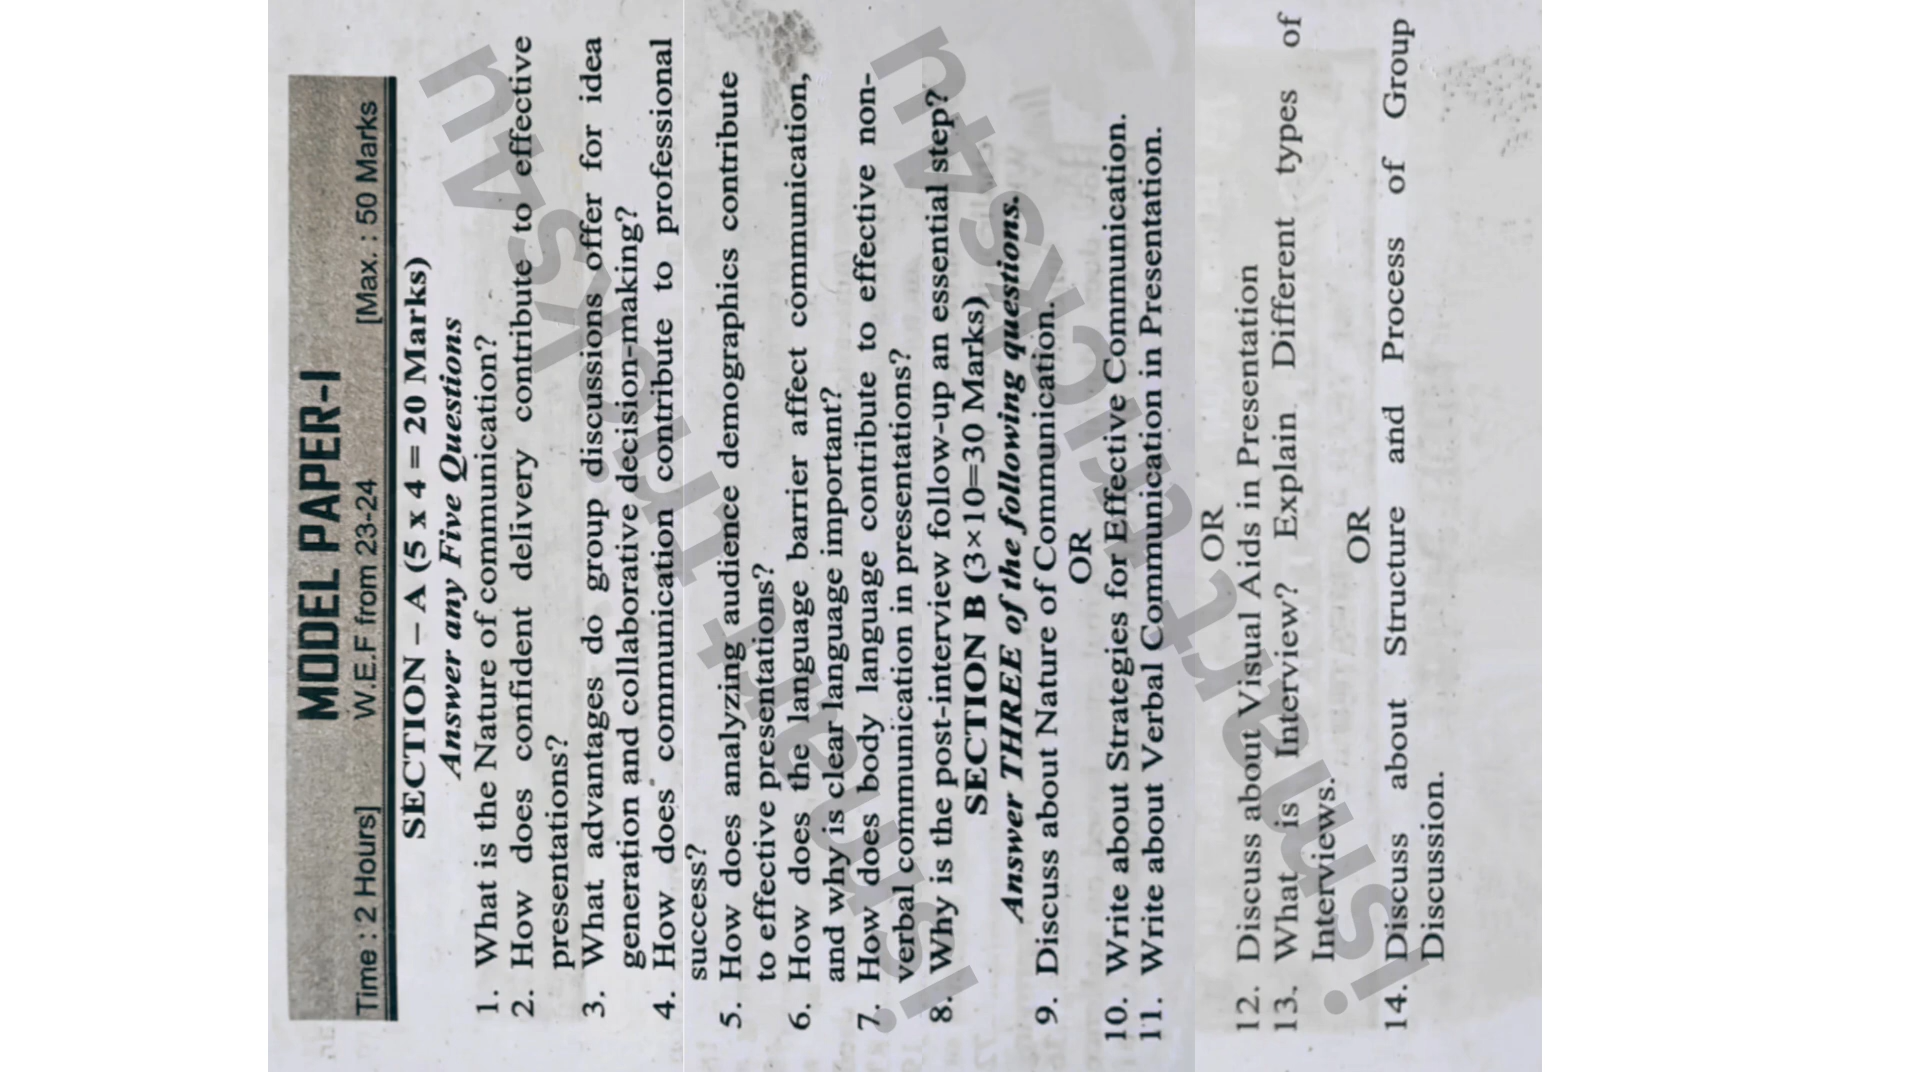 MODEL PAPER-I
Time : 2 Hours] W.E.F from 23-24 [Max. : 50 Marks
SECTION – A (5 x 4 = 20 Marks)
Answer any Five Questions
1. What is the Nature of communication?
2. How does confident delivery contribute to effective
presentations?
3. What advantages do group discussions offer for idea
generation and collaborative decision-making?
4. How does communication contribute to professional
success?
5. How does analyzing audience demographics contribute
to effective presentations?
6. How does the language barrier affect communication,
and why is clear language important?
7. How does body language contribute to effective non-
verbal communication in presentations?
8. Why is the post-interview follow-up an essential step?
SECTION B (3×10=30 Marks)
Answer THREE of the following questions.
9. Discuss about Nature of Communication.
OR
10. Write about Strategies for Effective Communication.
11. Write about Verbal Communication in Presentation.
OR
12. Discuss about Visual Aids in Presentation
13. What is Interview? Explain Different types of
Interviews.
OR
14. Discuss about Structure and Process of Group
Discussion.